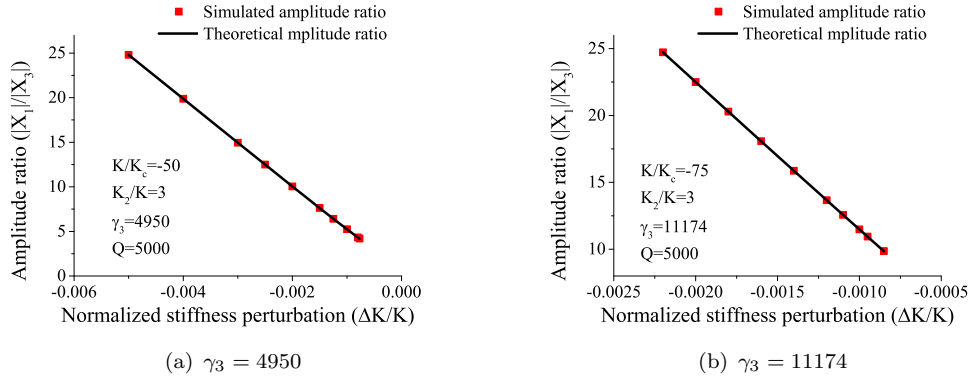 Simulated amplitude ratio
Theoretical mplitude ratio
Amplitude ratio (|X₁|/|X₃|)
25
20
15
10
5
0
K/K_c=-50
K₂/K=3
γ₃=4950
Q=5000
-0.006
-0.004
-0.002
0.000
Normalized stiffness perturbation (ΔK/K)
(a) γ₃ = 4950
Simulated amplitude ratio
Theoretical mplitude ratio
Amplitude ratio (|X₁|/|X₃|)
25
20
15
10
K/K_c=-75
K₂/K=3
γ₃=11174
Q=5000
-0.0025
-0.0020
-0.0015
-0.0010
-0.0005
Normalized stiffness perturbation (ΔK/K)
(b) γ₃ = 11174